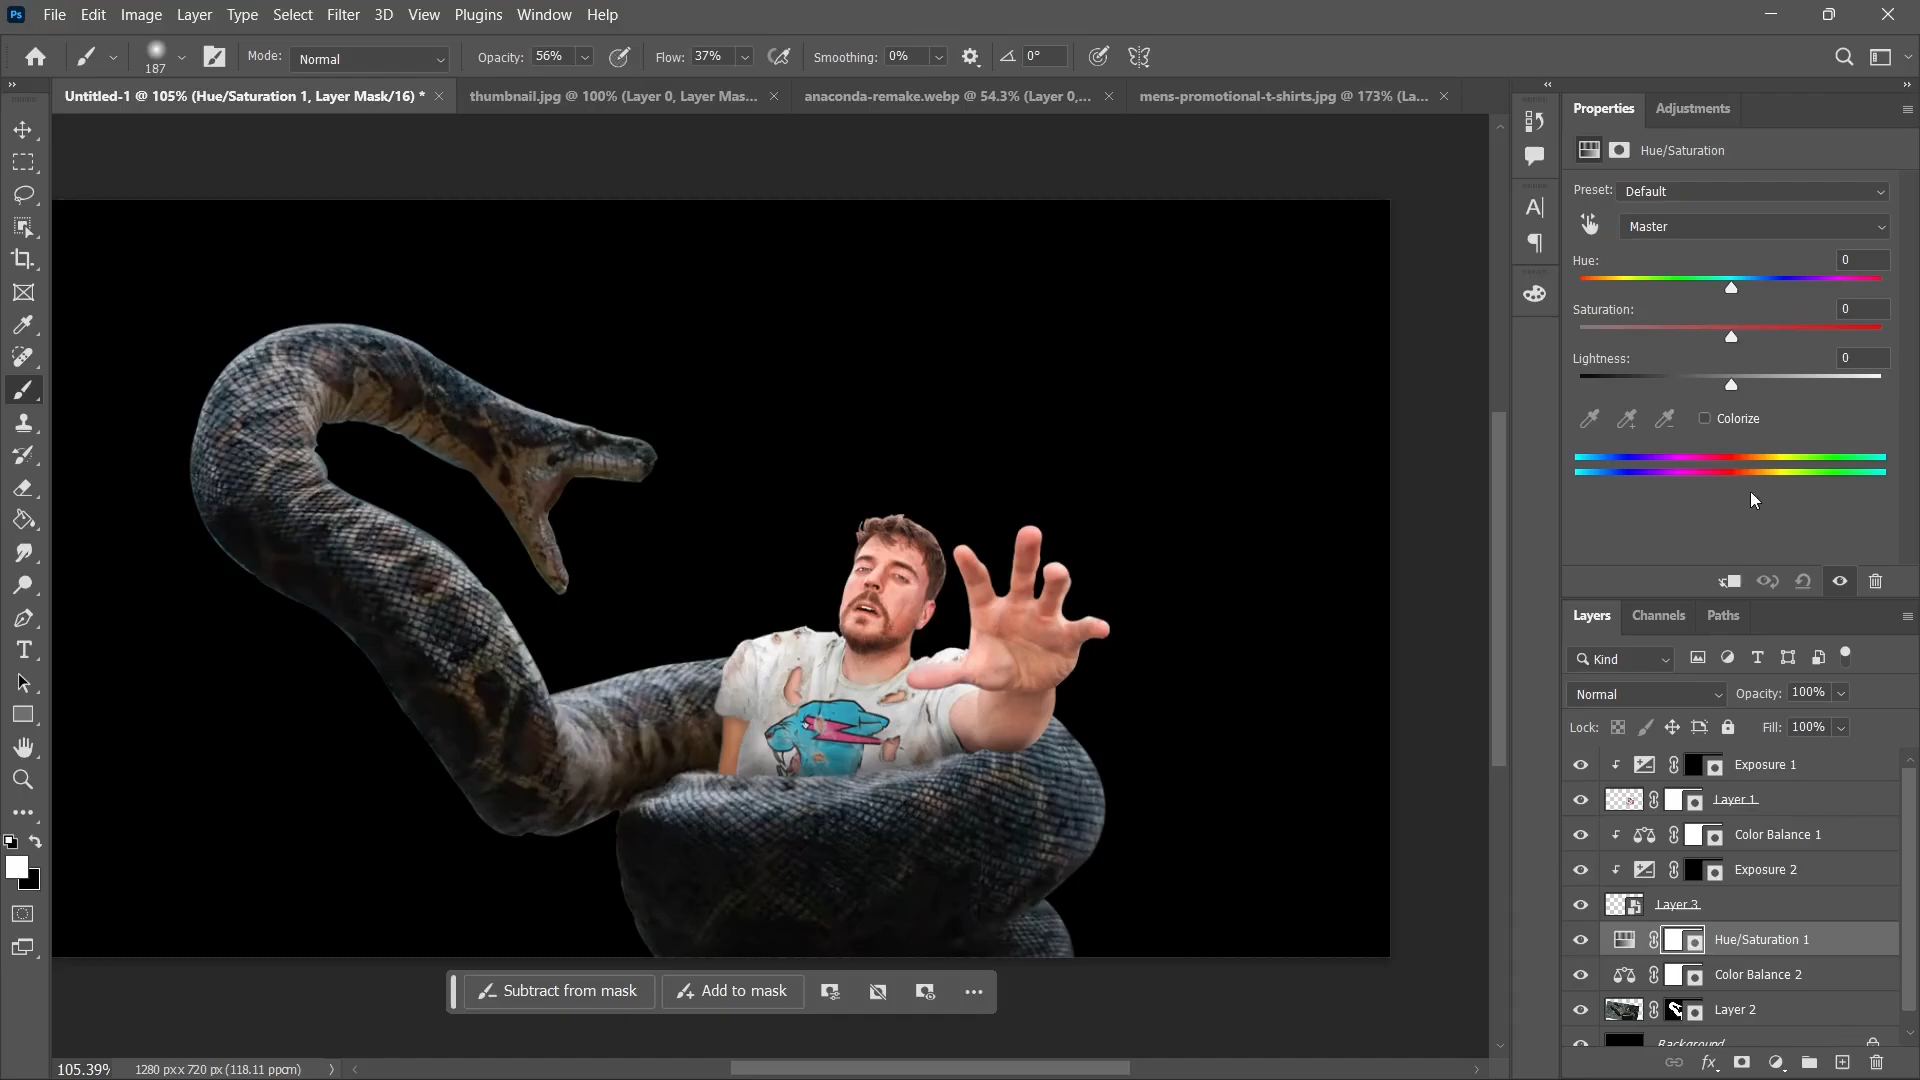 Ps File Edit Image Layer Type Select Filter 3D View Plugins Window Help
187 Mode: Normal Opacity: 56% Flow: 37% Smoothing: 0% 0°
Untitled-1 @ 105% (Hue/Saturation 1, Layer Mask/16) * thumbnail.jpg @ 100% (Layer 0, Layer Mas... anaconda-remake.webp @ 54.3% (Layer 0,... mens-promotional-t-shirts.jpg @ 173% (La...
Properties Adjustments
Hue/Saturation
Preset: Default
Master
Hue: 0
Saturation: 0
Lightness: 0
Colorize
Layers Channels Paths
Kind
Normal Opacity: 100%
Lock: Fill: 100%
Exposure 1
Layer 1
Color Balance 1
Exposure 2
Layer 3
Hue/Saturation 1
Color Balance 2
Layer 2
Background
Subtract from mask Add to mask
105.39% 1280 px x 720 px (118.11 ppcm)